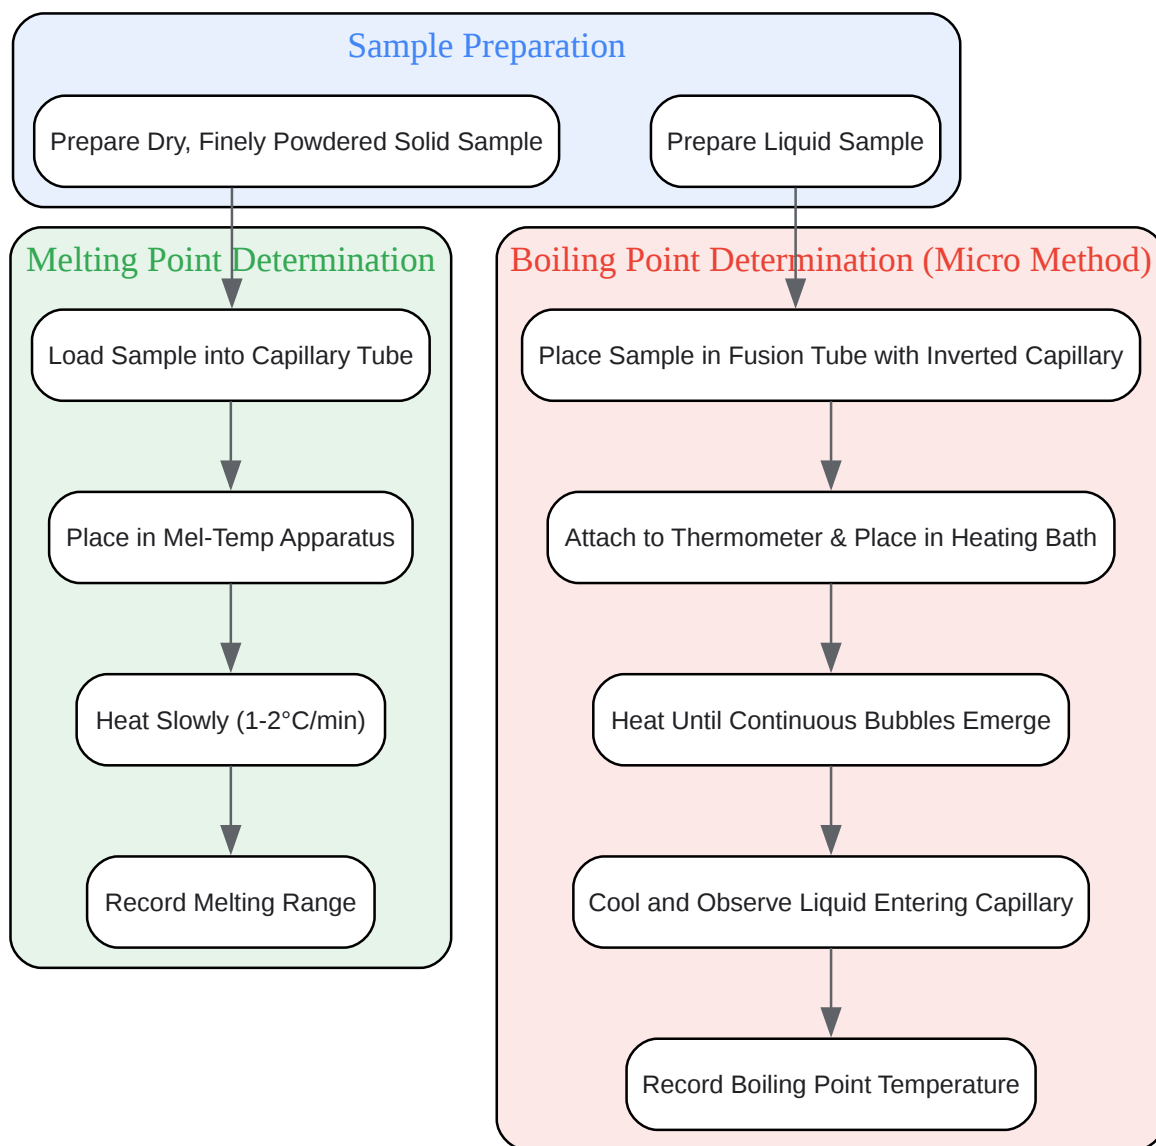 Sample Preparation
Prepare Dry, Finely Powdered Solid Sample
Prepare Liquid Sample
Melting Point Determination
Load Sample into Capillary Tube
Place in Mel-Temp Apparatus
Heat Slowly (1-2°C/min)
Record Melting Range
Boiling Point Determination (Micro Method)
Place Sample in Fusion Tube with Inverted Capillary
Attach to Thermometer & Place in Heating Bath
Heat Until Continuous Bubbles Emerge
Cool and Observe Liquid Entering Capillary
Record Boiling Point Temperature